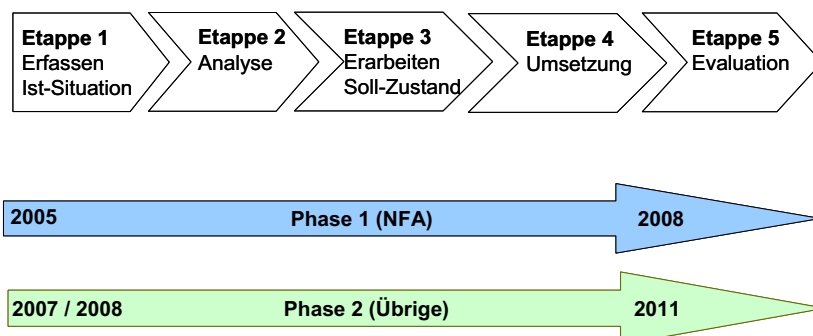 Etappe 1
Erfassen
Ist-Situation
Etappe 2
Analyse
Etappe 3
Erarbeiten
Soll-Zustand
Etappe 4
Umsetzung
Etappe 5
Evaluation
2005 Phase 1 (NFA) 2008
2007 / 2008 Phase 2 (Übrige) 2011